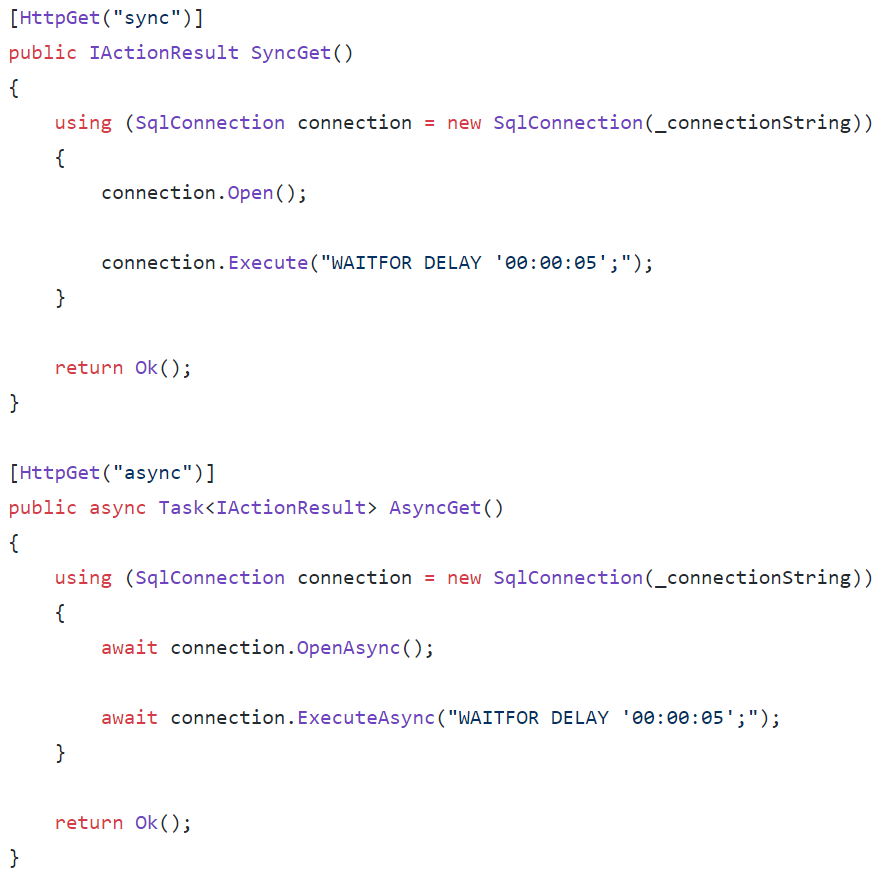 [HttpGet("sync")]
public IActionResult SyncGet()
{
    using (SqlConnection connection = new SqlConnection(_connectionString))
    {
        connection.Open();

        connection.Execute("WAITFOR DELAY '00:00:05';");
    }

    return Ok();
}

[HttpGet("async")]
public async Task<IActionResult> AsyncGet()
{
    using (SqlConnection connection = new SqlConnection(_connectionString))
    {
        await connection.OpenAsync();

        await connection.ExecuteAsync("WAITFOR DELAY '00:00:05';");
    }

    return Ok();
}